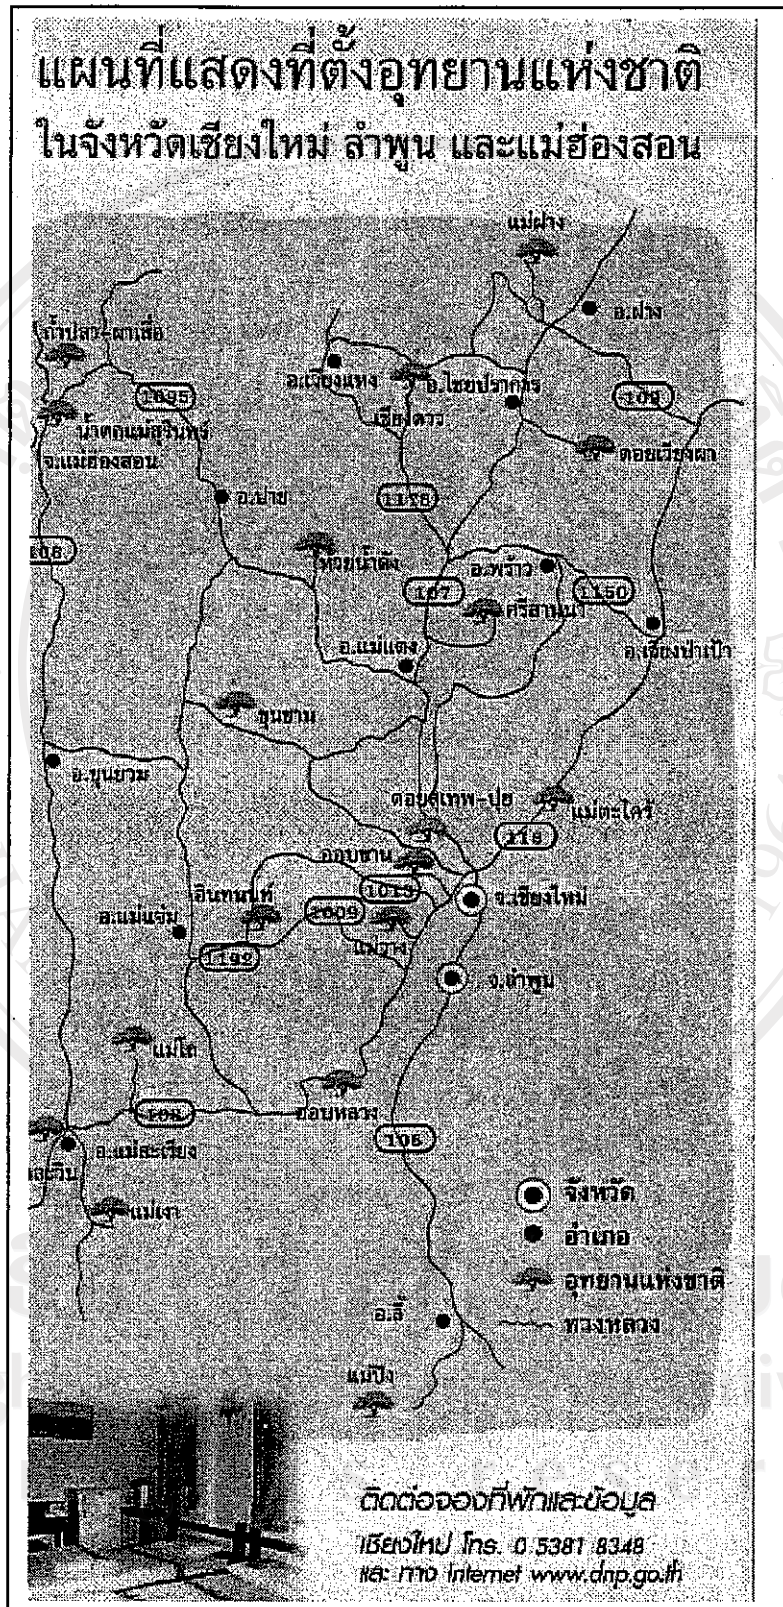 แผนที่แสดงที่ตั้งอุทยานแห่งชาติ
ในจังหวัดเชียงใหม่ ลำพูน และแม่ฮ่องสอน
แม่ฝาง
อ.ฝาง
ถ้ำปลา-ผาเสื่อ
1095
อ.เวียงแหง
อ.ไชยปราการ
เชียงดาว
109
น้ำตกแม่สุรินทร์
จ.แม่ฮ่องสอน
ดอยเวียงผา
อ.ปาย
1178
108
ห้วยน้ำดัง
อ.พร้าว
107
ศรีลานนา
1150
อ.แม่แตง
อ.เวียงป่าเป้า
ขุนขาน
อ.ขุนยวม
ดอยสุเทพ-ปุย
แม่ตะไคร้
118
ออบขาน
อินทนนท์
1013
จ.เชียงใหม่
อ.แม่แจ่ม
1009
แม่วาง
1192
จ.ลำพูน
แม่โถ
108
ออบหลวง
106
อ.แม่สะเรียง
แม่เงา
จังหวัด
อำเภอ
อุทยานแห่งชาติ
ทางหลวง
อ.ลี้
แม่ปิง
ติดต่อจองที่พักและข้อมูล
เชียงใหม่ โทร. 0 5381 8348
และ ทาง Internet www.dnp.go.th